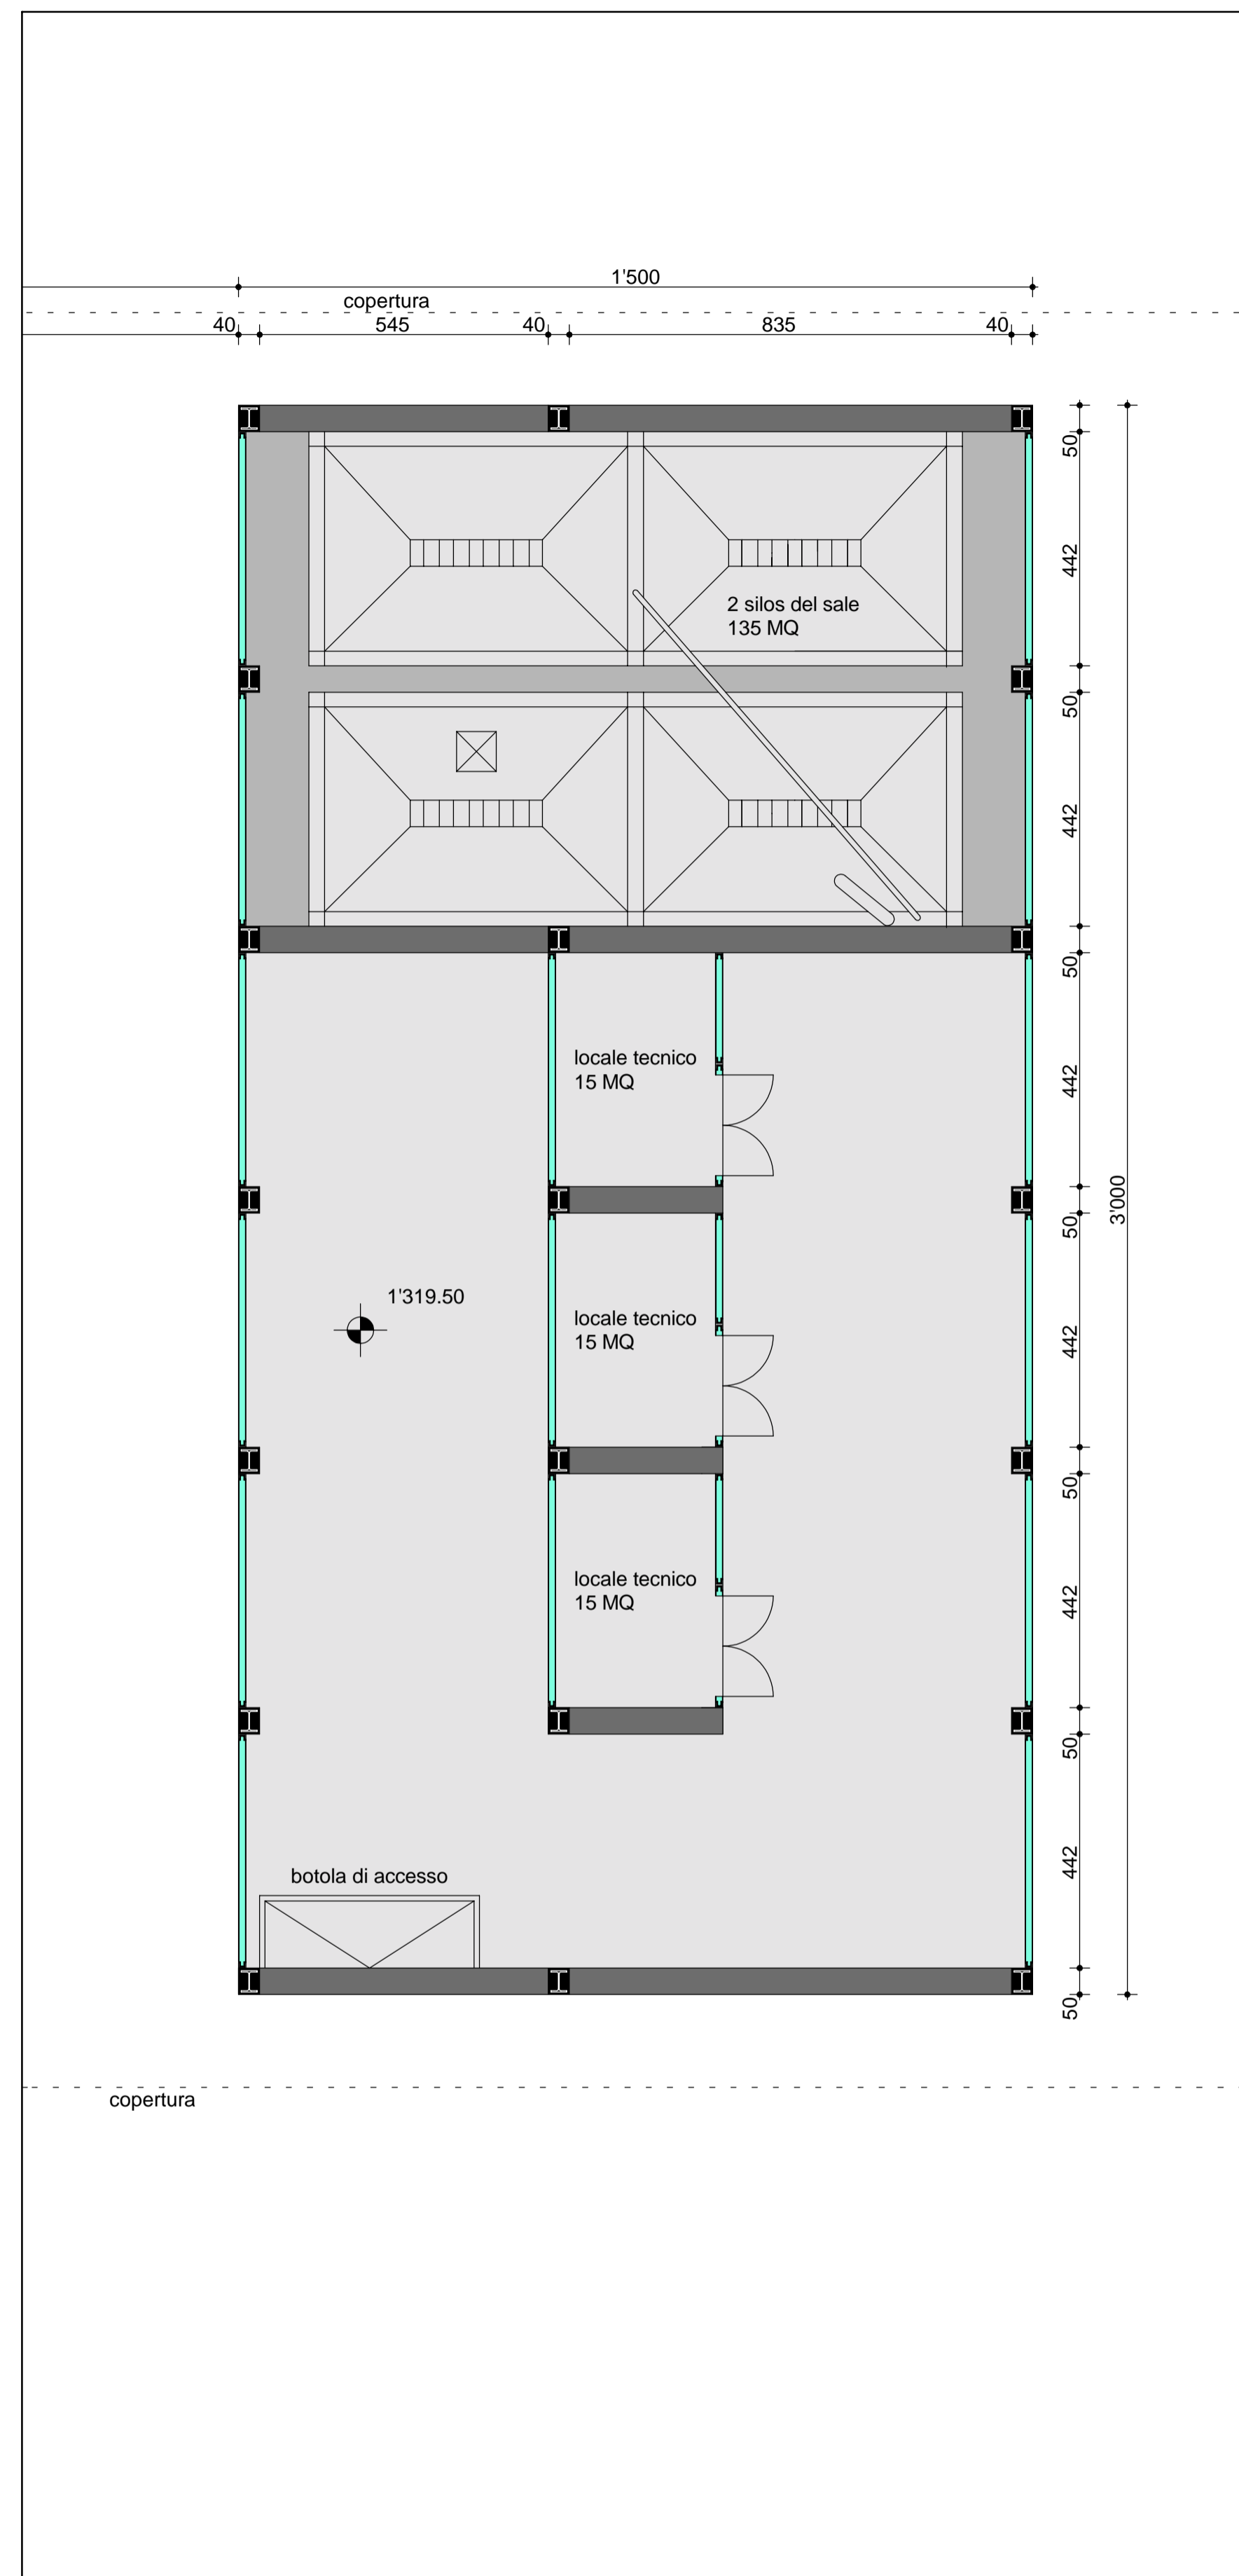 1'500
copertura
40 545 40 835 40
50
442
2 silos del sale
135 MQ
50
442
50
locale tecnico
15 MQ
442
3'000
50
1'319.50
locale tecnico
15 MQ
442
50
locale tecnico
15 MQ
442
50
442
botola di accesso
50
copertura